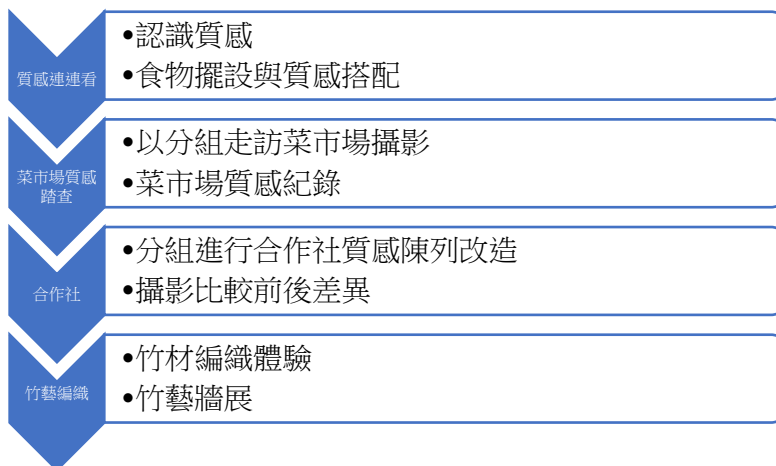 質感連連看
•認識質感
•食物擺設與質感搭配
菜市場質感
踏查
•以分組走訪菜市場攝影
•菜市場質感紀錄
合作社
•分組進行合作社質感陳列改造
•攝影比較前後差異
竹藝編織
•竹材編織體驗
•竹藝牆展